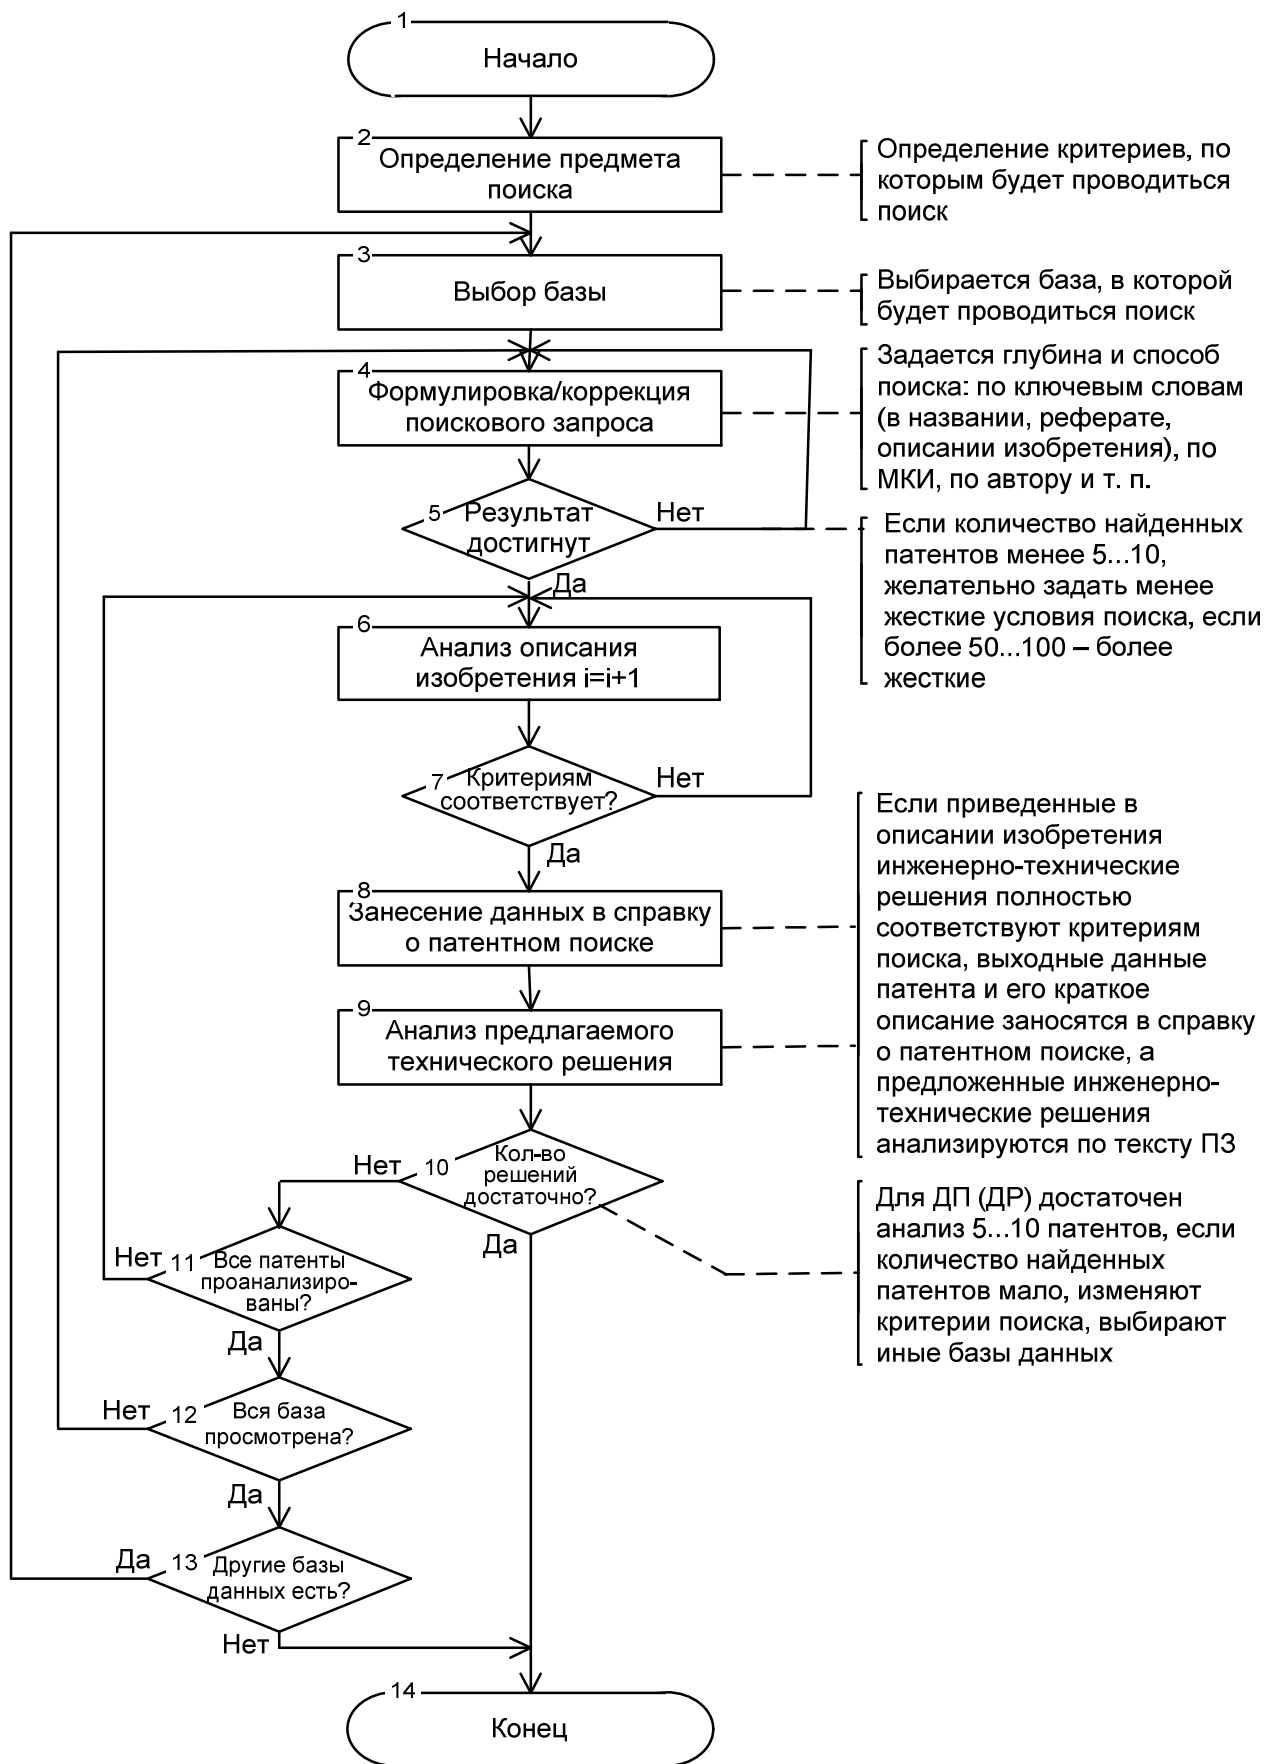 1
Начало
2
Определение предмета
поиска
Определение критериев, по
которым будет проводиться
поиск
3
Выбор базы
Выбирается база, в которой
будет проводиться поиск
4
Формулировка/коррекция
поискового запроса
Задается глубина и способ
поиска: по ключевым словам
(в названии, реферате,
описании изобретения), по
МКИ, по автору и т. п.
5
Результат
достигнут
Нет
Да
Если количество найденных
патентов менее 5...10,
желательно задать менее
жесткие условия поиска, если
более 50...100 – более
жесткие
6
Анализ описания
изобретения i=i+1
7
Критериям
соответствует?
Нет
Да
8
Занесение данных в справку
о патентном поиске
9
Анализ предлагаемого
технического решения
Если приведенные в
описании изобретения
инженерно-технические
решения полностью
соответствуют критериям
поиска, выходные данные
патента и его краткое
описание заносятся в справку
о патентном поиске, а
предложенные инженерно-
технические решения
анализируются по тексту ПЗ
10
Кол-во
решений
достаточно?
Нет
Да
Для ДП (ДР) достаточен
анализ 5...10 патентов, если
количество найденных
патентов мало, изменяют
критерии поиска, выбирают
иные базы данных
11
Все патенты
проанализиро-
ваны?
Нет
Да
12
Вся база
просмотрена?
Нет
Да
13
Другие базы
данных есть?
Да
Нет
14
Конец